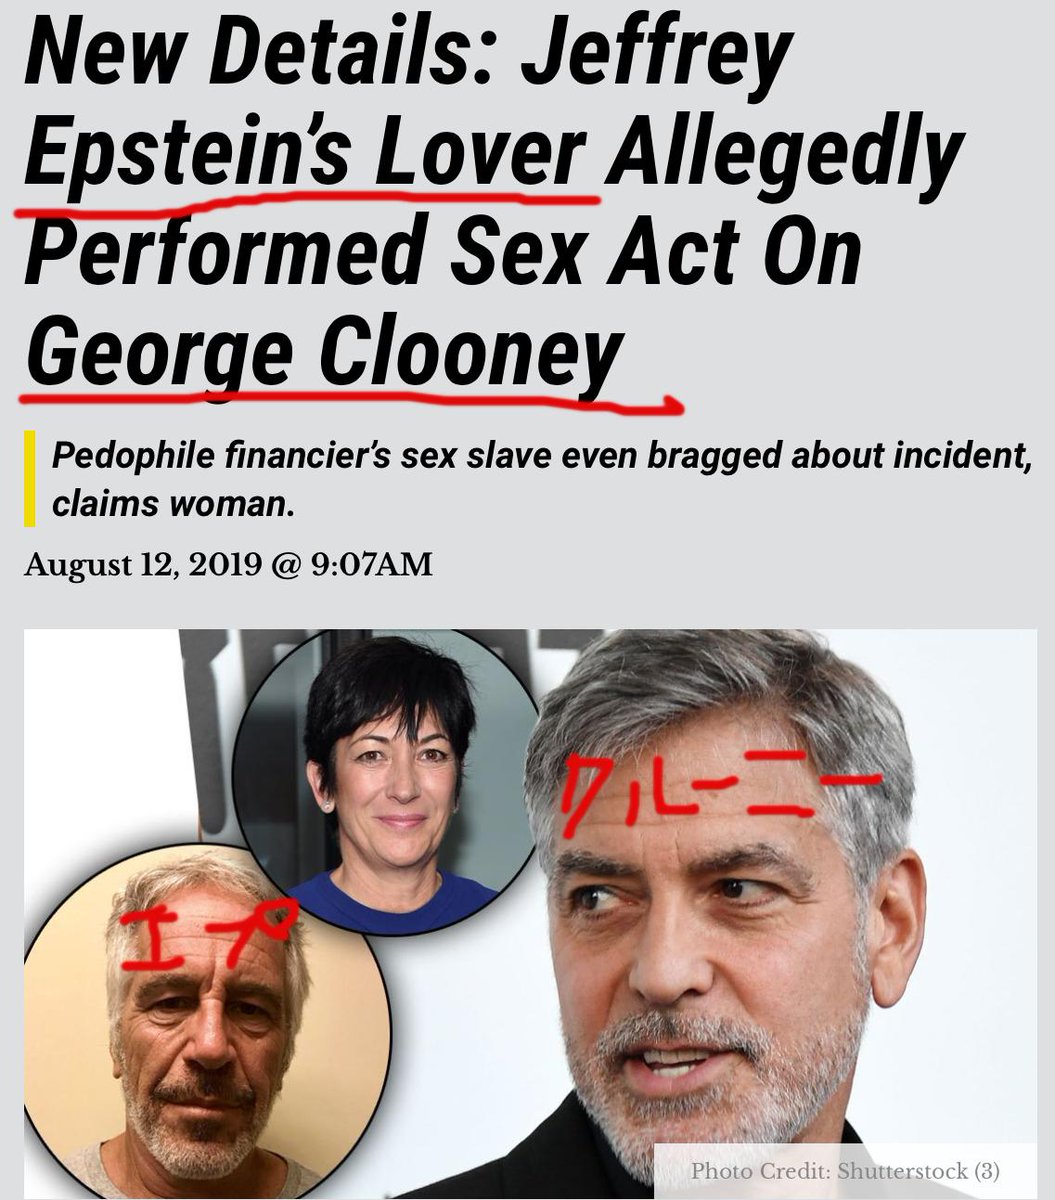 New Details: Jeffrey
Epstein’s Lover Allegedly
Performed Sex Act On
George Clooney
Pedophile financier’s sex slave even bragged about incident,
claims woman.
August 12, 2019 @ 9:07AM
クルーニー
エプ
Photo Credit: Shutterstock (3)